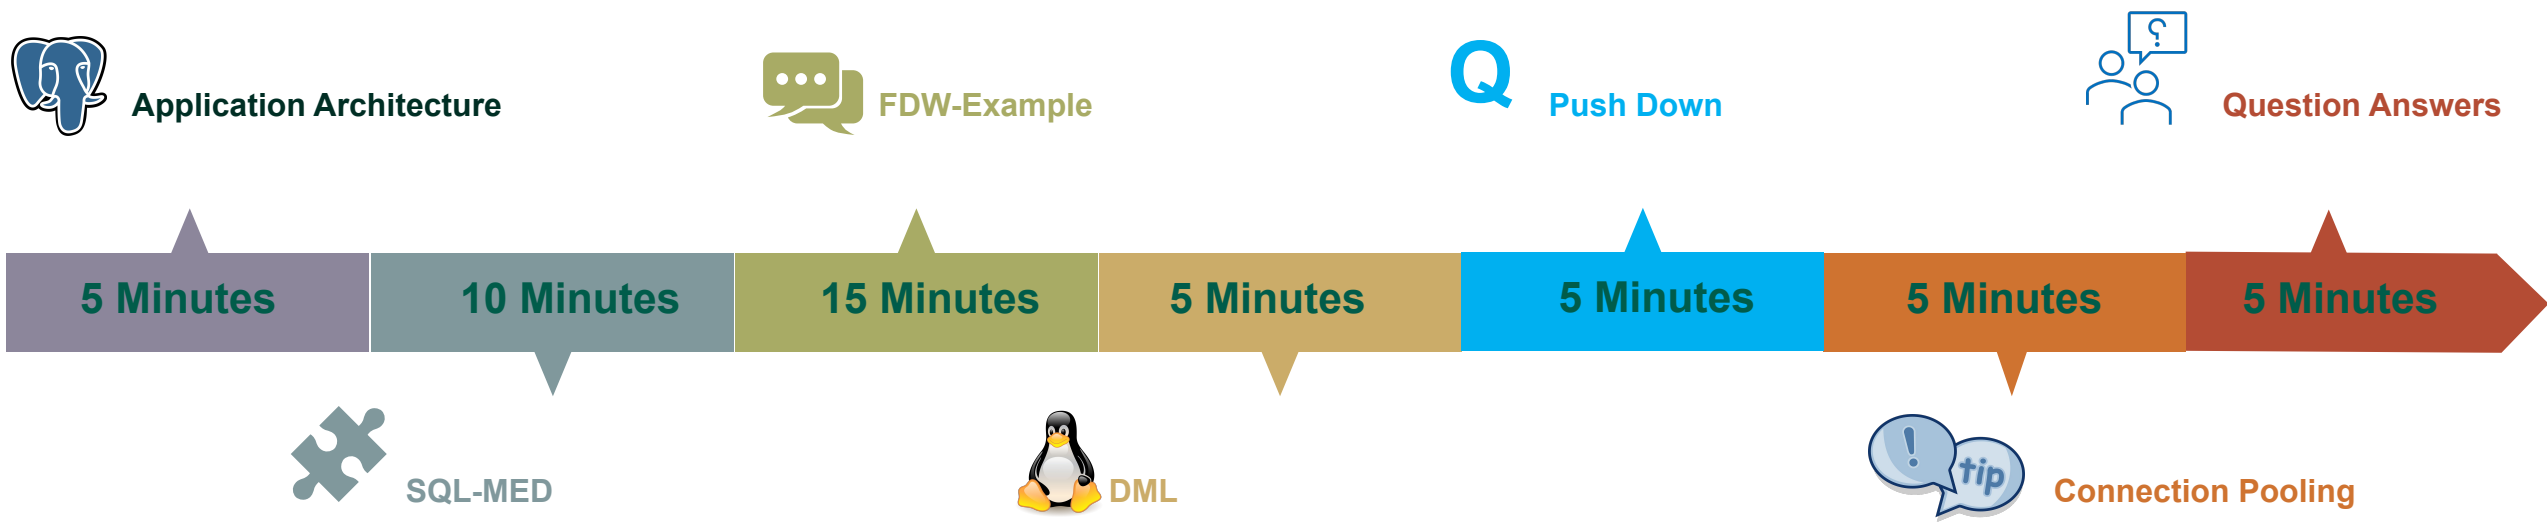 Q
Application Architecture
FDW-Example
Push Down
Question Answers
5 Minutes
10 Minutes
15 Minutes
5 Minutes
5 Minutes
5 Minutes
5 Minutes
!
tip
SQL-MED
DML
Connection Pooling